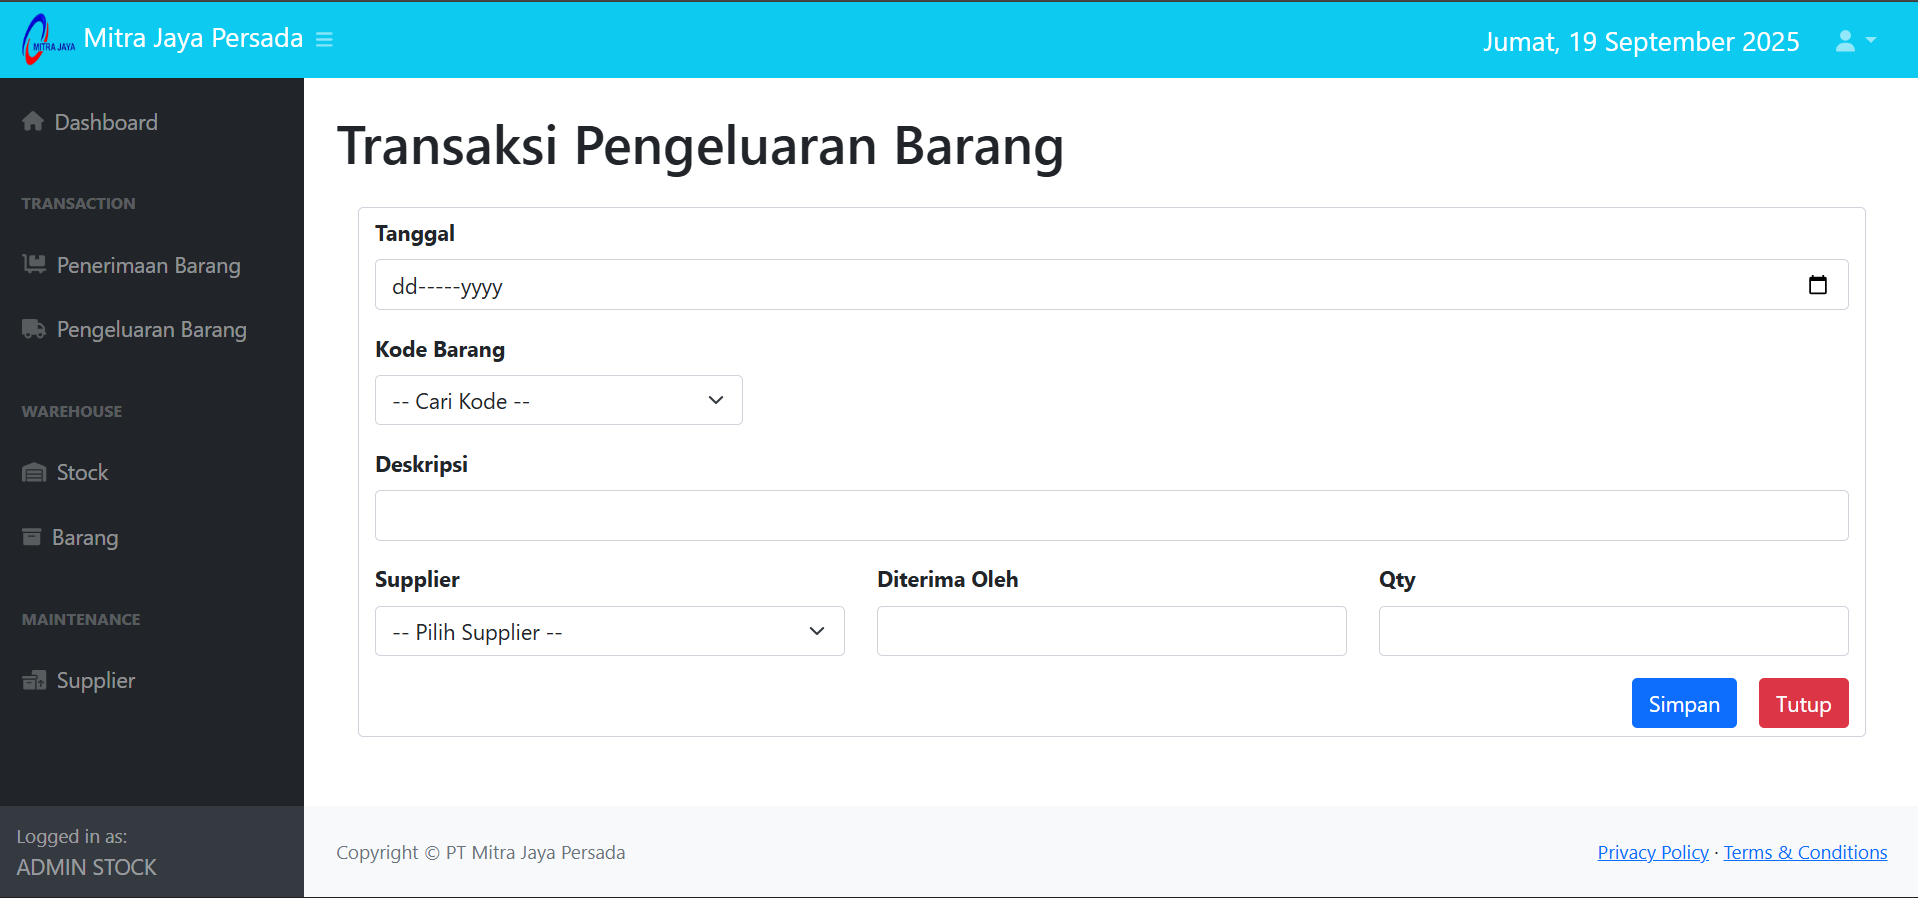 MITRA JAYA Mitra Jaya Persada
Jumat, 19 September 2025
Dashboard
TRANSACTION
Penerimaan Barang
Pengeluaran Barang
WAREHOUSE
Stock
Barang
MAINTENANCE
Supplier
Logged in as:
ADMIN STOCK
Transaksi Pengeluaran Barang
Tanggal
dd-----yyyy
Kode Barang
-- Cari Kode --
Deskripsi
Supplier Diterima Oleh Qty
-- Pilih Supplier --
Simpan Tutup
Copyright © PT Mitra Jaya Persada
Privacy Policy · Terms & Conditions